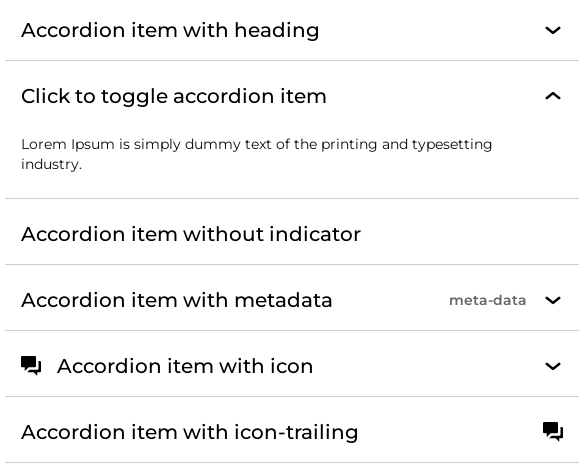 Accordion item with heading
Click to toggle accordion item
Lorem Ipsum is simply dummy text of the printing and typesetting
industry.
Accordion item without indicator
Accordion item with metadata meta-data
Accordion item with icon
Accordion item with icon-trailing